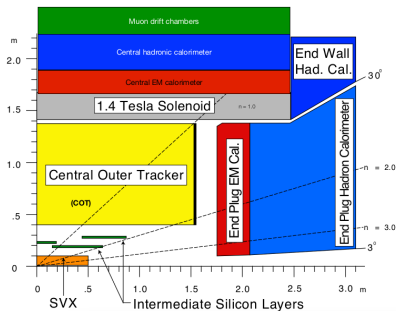 Muon drift chambers
m
Central hadronic calorimeter
End Wall
Had. Cal.
2.0
Central EM calorimeter
30°
1.5
1.4 Tesla Solenoid
n = 1.0
End Plug EM Cal.
End Plug Hadron Calorimeter
1.0
Central Outer Tracker
n = 2.0
(COT)
.5
n = 3.0
3°
0
0
.5
1.0
1.5
2.0
2.5
3.0
m
SVX
Intermediate Silicon Layers